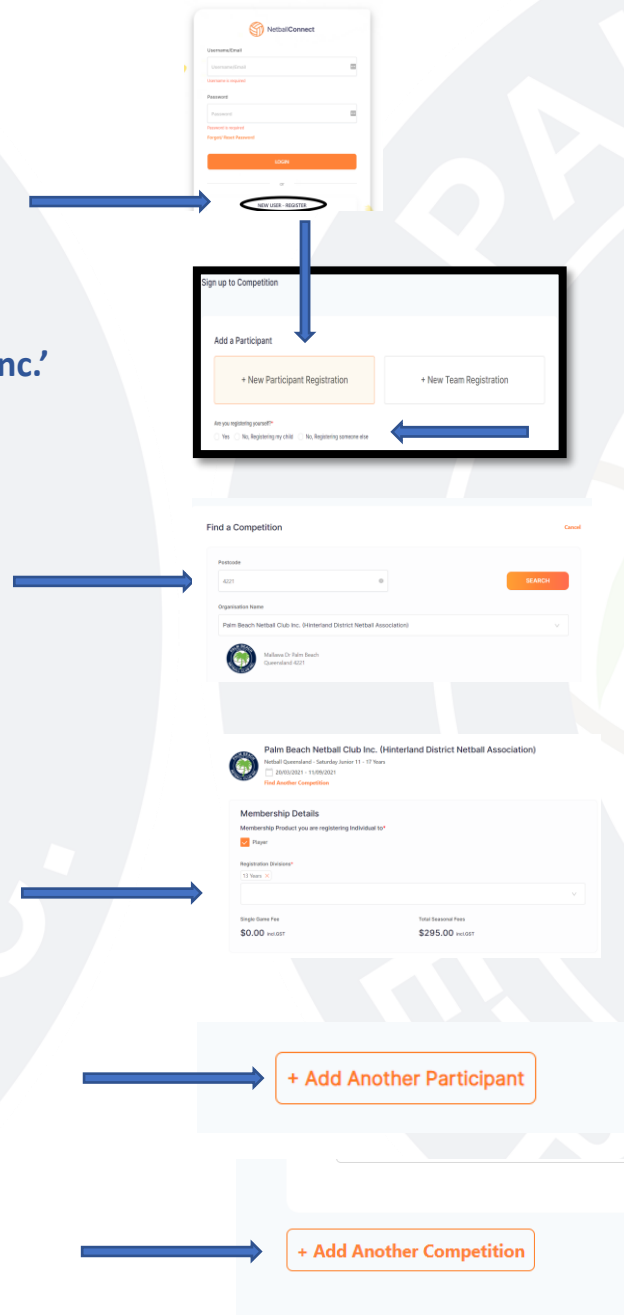 NetballConnect
Username/Email
Username/Email
Username is required
Password
Password
Password is required
Forgot/ Reset Password
LOGIN
or
NEW USER - REGISTER
Sign up to Competition
nc.’
Add a Participant
+ New Participant Registration
+ New Team Registration
Are you registering yourself?*
Yes
No, Registering my child
No, Registering someone else
Find a Competition
Cancel
Postcode
4221
SEARCH
Organisation Name
Palm Beach Netball Club Inc. (Hinterland District Netball Association)
Mallawa Dr Palm Beach
Queensland 4221
Palm Beach Netball Club Inc. (Hinterland District Netball Association)
Netball Queensland - Saturday Junior 11 - 17 Years
20/03/2021 - 11/09/2021
Find Another Competition
Membership Details
Membership Product you are registering Individual to*
Player
Registration Divisions*
13 Years ×
Single Game Fee
Total Seasonal Fees
$0.00 incl.GST
$295.00 incl.GST
+ Add Another Participant
+ Add Another Competition